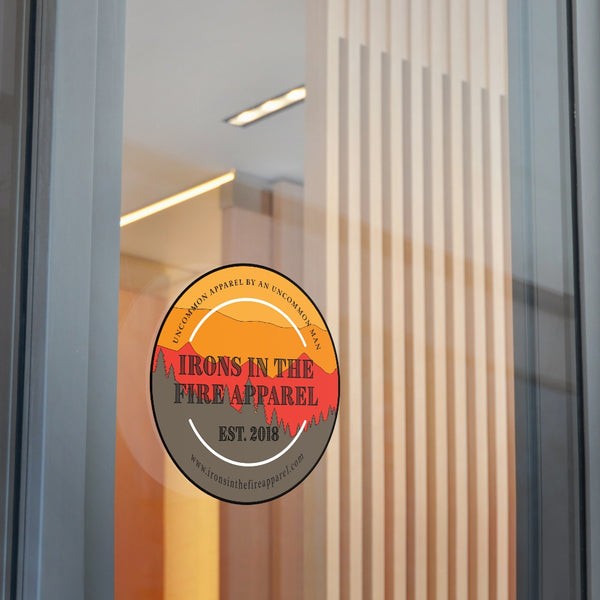 UNCOMMON APPAREL BY AN UNCOMMON MAN
IRONS IN THE
FIRE APPAREL
EST. 2018
www.ironsinthefireapparel.com